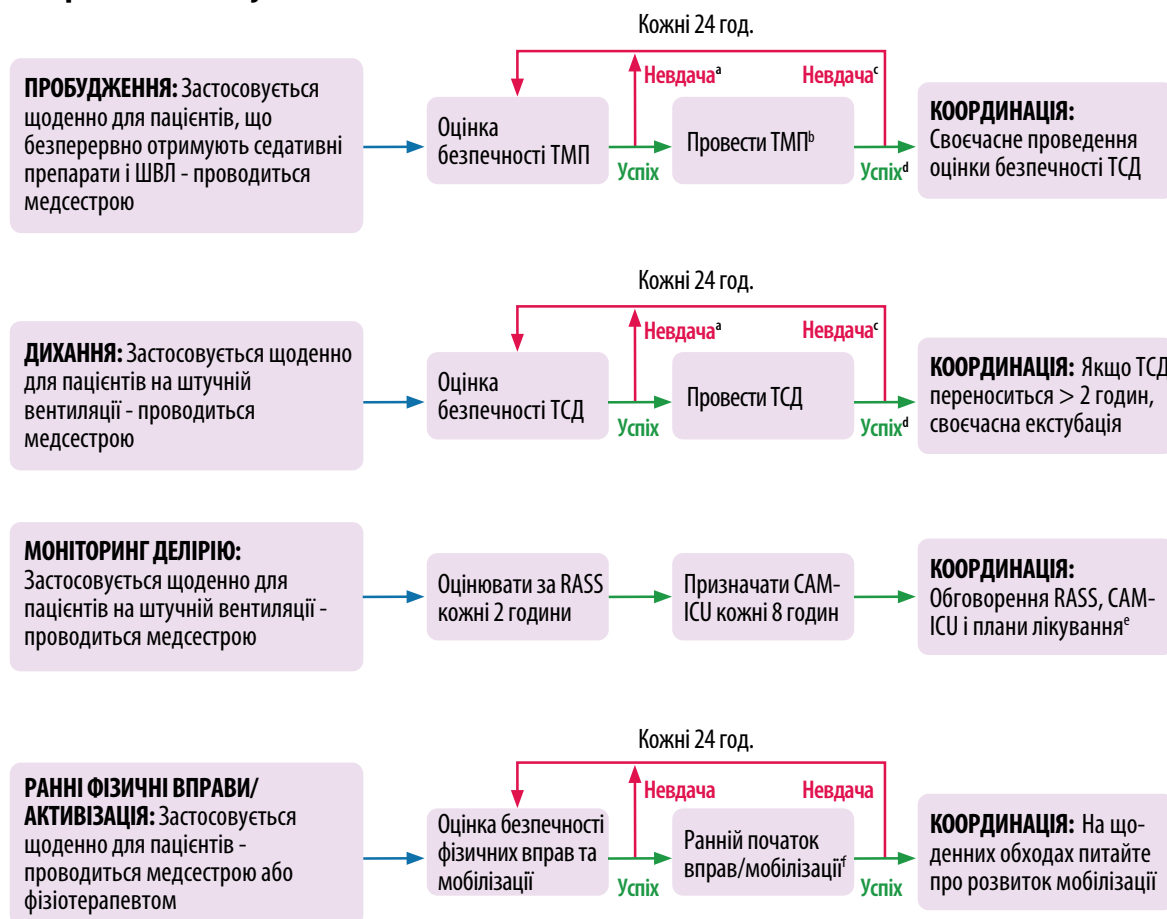 Кожні 24 год.
ПРОБУДЖЕННЯ: Застосовується
щоденно для пацієнтів, що
безперервно отримують седативні
препарати і ШВЛ - проводиться
медсестрою
Оцінка
безпечності ТМП
Невдачаᵃ
Успіх
Провести ТМПᵇ
Невдачаᶜ
Успіхᵈ
КООРДИНАЦІЯ:
Своєчасне проведення
оцінки безпечності ТСД
Кожні 24 год.
ДИХАННЯ: Застосовується щоденно
для пацієнтів на штучній
вентиляції - проводиться
медсестрою
Оцінка
безпечності ТСД
Невдачаᵃ
Успіх
Провести ТСД
Невдачаᶜ
Успіхᵈ
КООРДИНАЦІЯ: Якщо ТСД
переноситься > 2 годин,
своєчасна екстубація
МОНІТОРИНГ ДЕЛІРІЮ:
Застосовується щоденно для
пацієнтів на штучній вентиляції -
проводиться медсестрою
Оцінювати за RASS
кожні 2 години
Призначати CAM-
ICU кожні 8 годин
КООРДИНАЦІЯ:
Обговорення RASS, CAM-
ICU і плани лікуванняᵉ
Кожні 24 год.
РАННІ ФІЗИЧНІ ВПРАВИ/
АКТИВІЗАЦІЯ: Застосовується
щоденно для пацієнтів -
проводиться медсестрою або
фізіотерапевтом
Оцінка безпечності
фізичних вправ та
мобілізації
Невдача
Успіх
Ранній початок
вправ/мобілізаціїᶠ
Невдача
Успіх
КООРДИНАЦІЯ: На що-
денних обходах питайте
про розвиток мобілізації